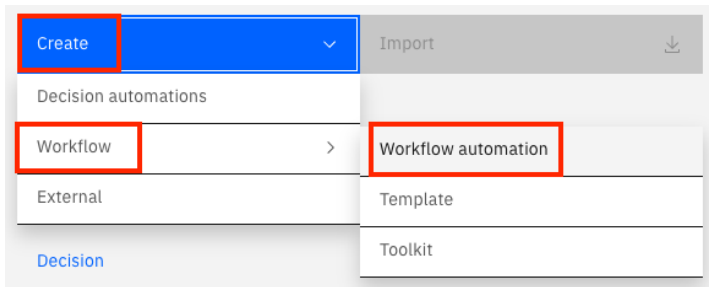 Create
Import
Decision automations
Workflow
Workflow automation
External
Template
Toolkit
Decision